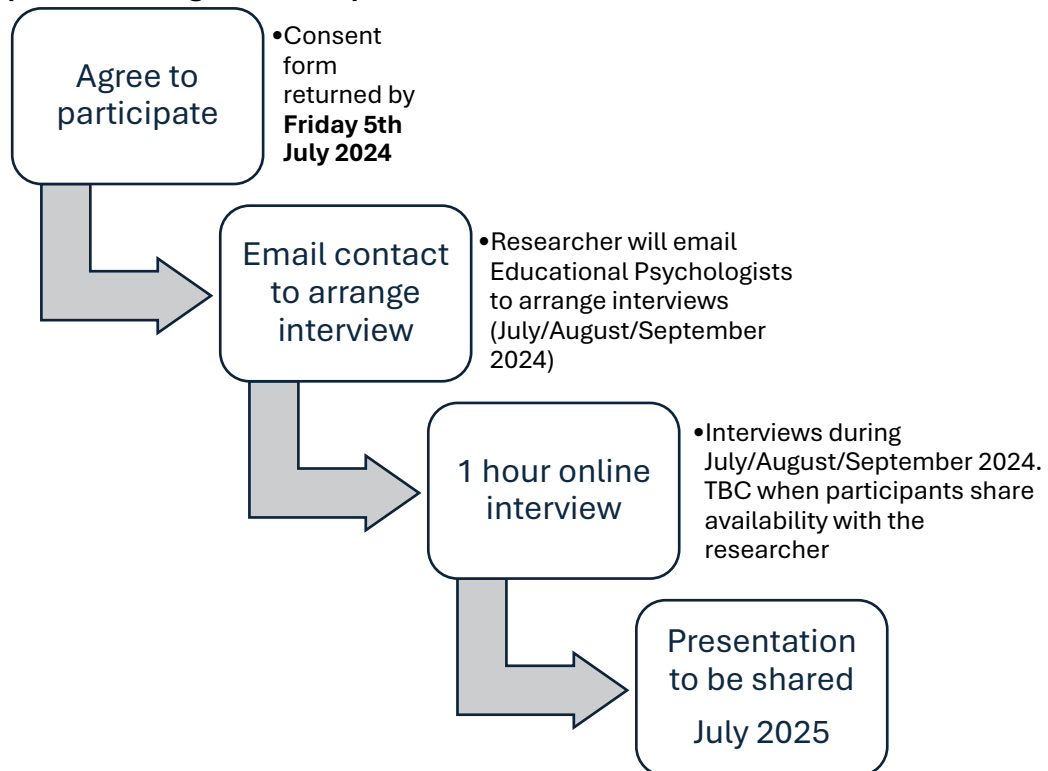 Agree to
participate
•Consent
form
returned by
Friday 5th
July 2024
Email contact
to arrange
interview
•Researcher will email
Educational Psychologists
to arrange interviews
(July/August/September
2024)
1 hour online
interview
•Interviews during
July/August/September 2024.
TBC when participants share
availability with the
researcher
Presentation
to be shared
July 2025